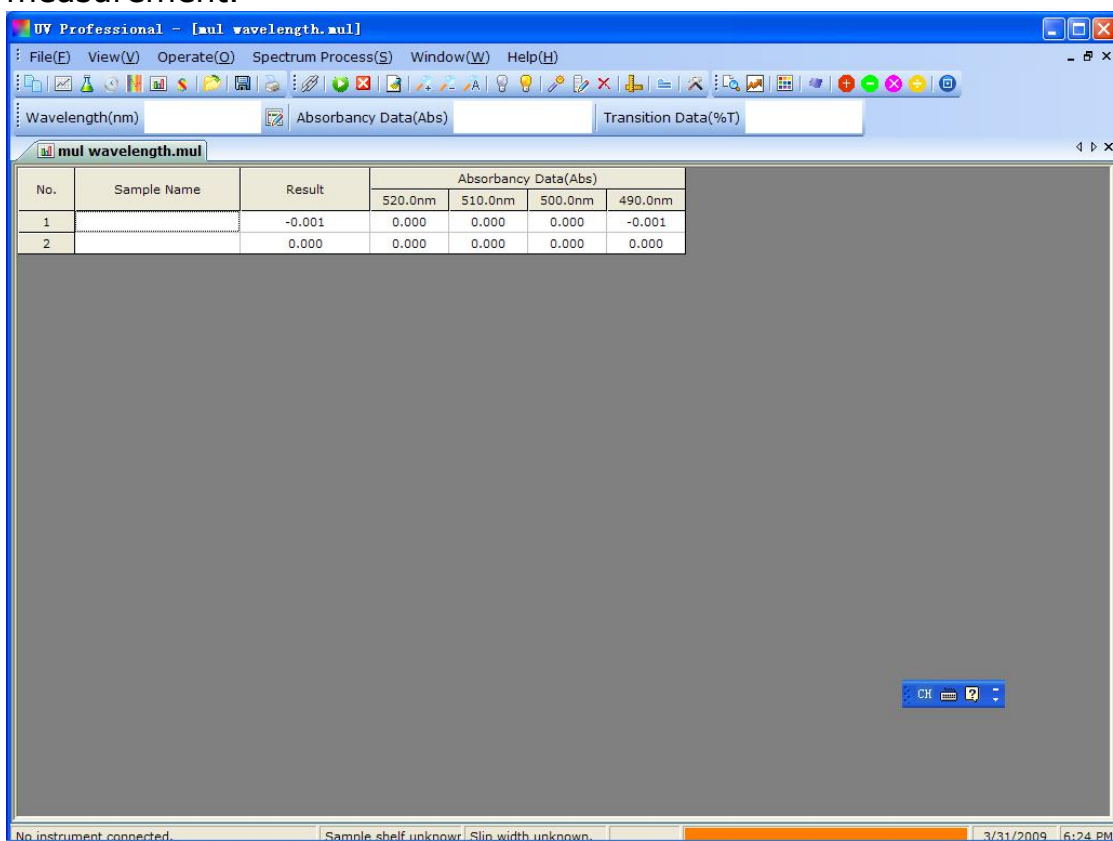 measurement.
UV Professional - [mul wavelength.mul]
File(F) View(V) Operate(O) Spectrum Process(S) Window(W) Help(H)
Wavelength(nm) Absorbancy Data(Abs) Transition Data(%T)
mul wavelength.mul
No. Sample Name Result Absorbancy Data(Abs)
520.0nm 510.0nm 500.0nm 490.0nm
1 -0.001 0.000 0.000 0.000 -0.001
2 0.000 0.000 0.000 0.000 0.000
CH
No instrument connected. Sample shelf unknowr Slip width unknown. 3/31/2009 6:24 PM